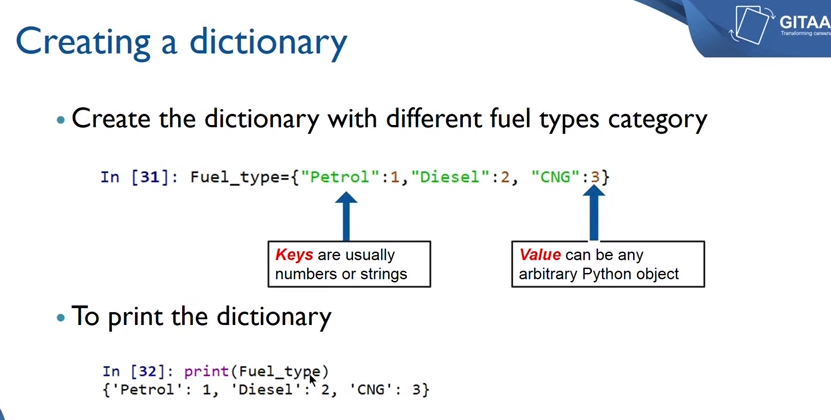 GITAA
Transforming careers
Creating a dictionary
• Create the dictionary with different fuel types category
In [31]: Fuel_type={"Petrol":1,"Diesel":2, "CNG":3}
Keys are usually
numbers or strings
Value can be any
arbitrary Python object
• To print the dictionary
In [32]: print(Fuel_type)
{'Petrol': 1, 'Diesel': 2, 'CNG': 3}